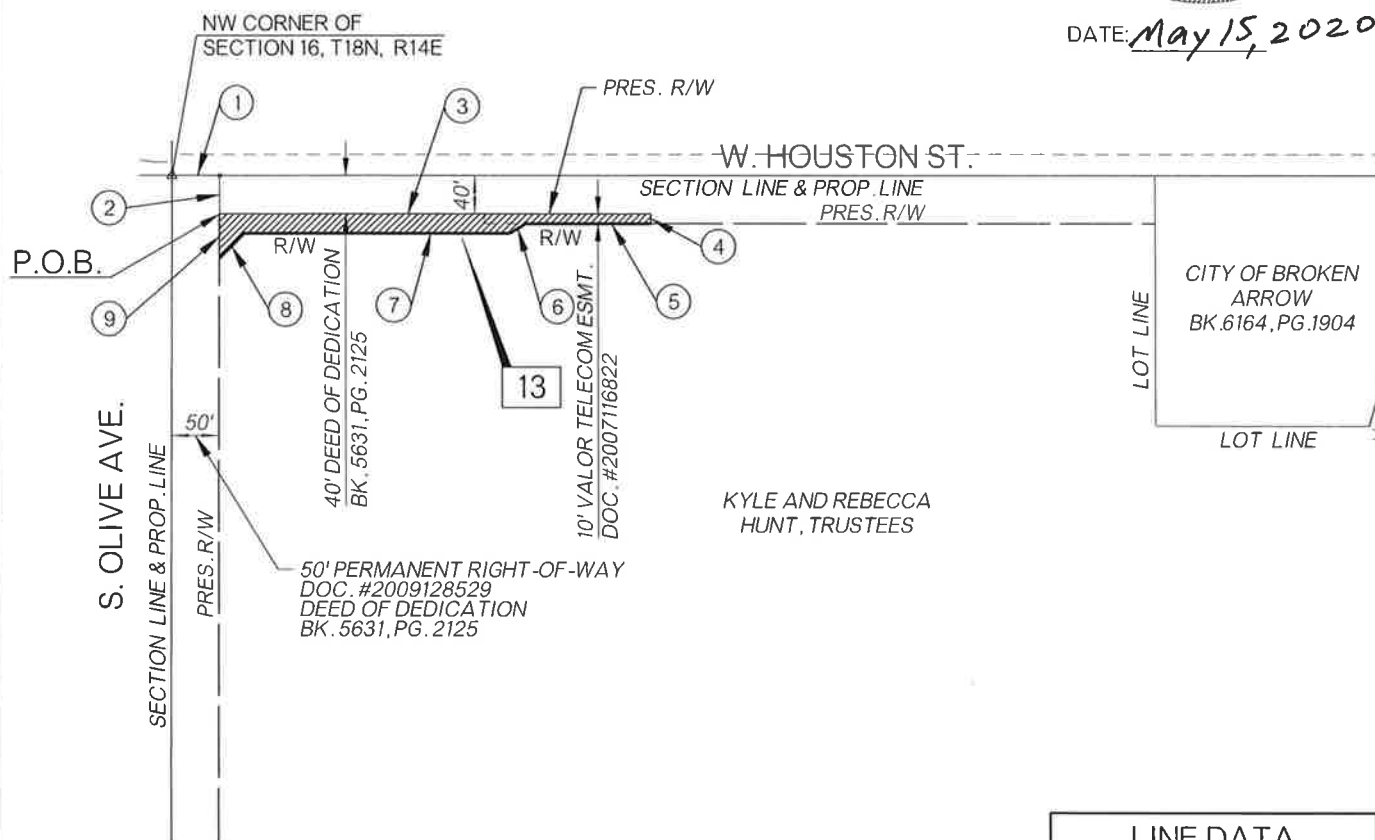 DATE: May 15, 2020
NW CORNER OF
SECTION 16, T18N, R14E
1
3
PRES. R/W
W. HOUSTON ST.
SECTION LINE & PROP. LINE
40'
2
PRES. R/W
4
P.O.B.
R/W
R/W
9
8
7
6
5
CITY OF BROKEN
ARROW
BK. 6164, PG. 1904
LOT LINE
LOT LINE
40' DEED OF DEDICATION
BK. 5631, PG. 2125
13
10' VALOR TELECOM ESMT.
DOC. #2007116822
S. OLIVE AVE.
SECTION LINE & PROP. LINE
50'
PRES. R/W
KYLE AND REBECCA
HUNT, TRUSTEES
50' PERMANENT RIGHT-OF-WAY
DOC. #2009128529
DEED OF DEDICATION
BK. 5631, PG. 2125
LINE DATA